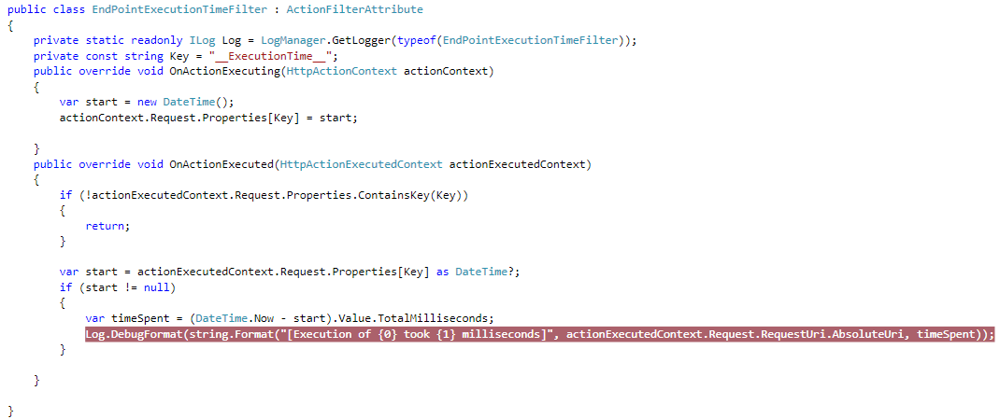 public class EndPointExecutionTimeFilter : ActionFilterAttribute
{
    private static readonly ILog Log = LogManager.GetLogger(typeof(EndPointExecutionTimeFilter));
    private const string Key = "__ExecutionTime__";
    public override void OnActionExecuting(HttpActionContext actionContext)
    {
        var start = new DateTime();
        actionContext.Request.Properties[Key] = start;
    }
    public override void OnActionExecuted(HttpActionExecutedContext actionExecutedContext)
    {
        if (!actionExecutedContext.Request.Properties.ContainsKey(Key))
        {
            return;
        }
        var start = actionExecutedContext.Request.Properties[Key] as DateTime?;
        if (start != null)
        {
            var timeSpent = (DateTime.Now - start).Value.TotalMilliseconds;
            Log.DebugFormat(string.Format("[Execution of {0} took {1} milliseconds]", actionExecutedContext.Request.RequestUri.AbsoluteUri, timeSpent));
        }
    }
}